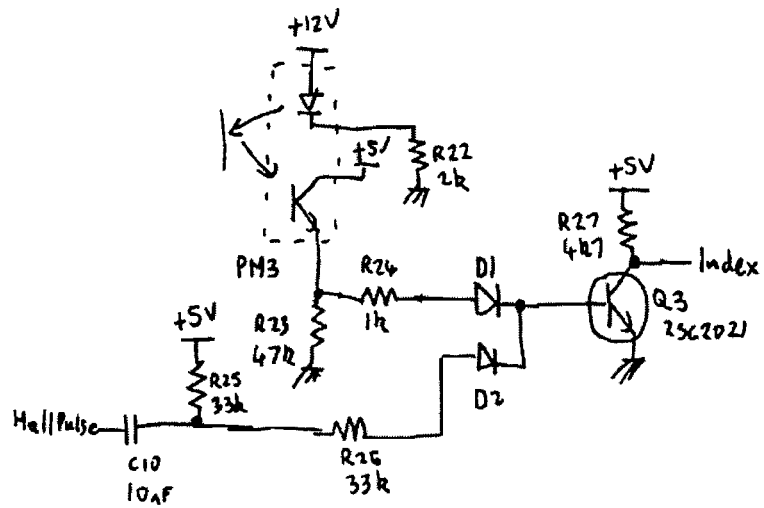 +12V
+5V
R22
2k
+5V
R27
4k7
Index
PM3
R24
1k
D1
Q3
2SC2021
+5V
R23
47k
R25
33k
D2
HallPulse
C10
10nF
R26
33k